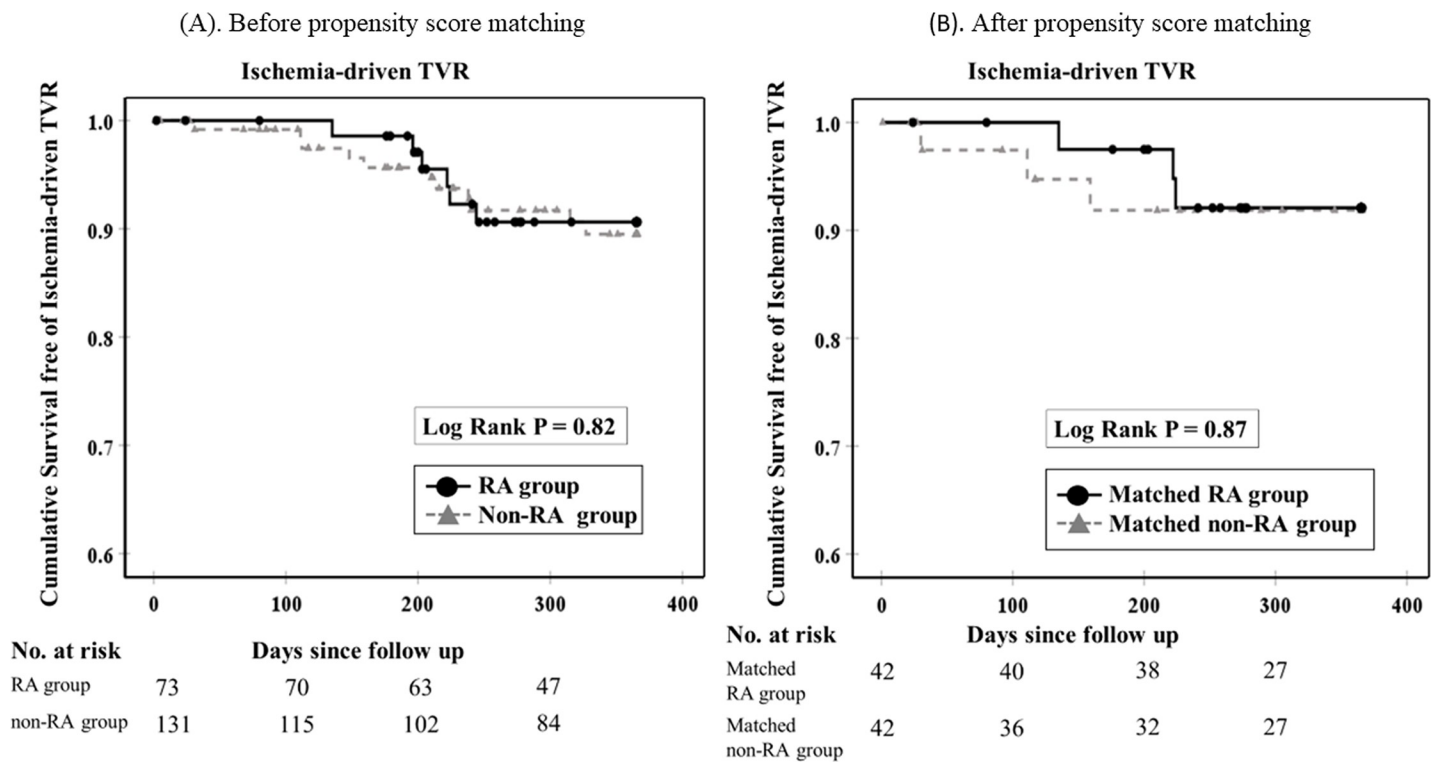 (A). Before propensity score matching
Ischemia-driven TVR
Cumulative Survival free of Ischemia-driven TVR
1.0
0.9
0.8
0.7
0.6
Log Rank P = 0.82
RA group
Non-RA group
0 100 200 300 400
No. at risk Days since follow up
RA group 73 70 63 47
non-RA group 131 115 102 84
(B). After propensity score matching
Ischemia-driven TVR
Cumulative Survival free of Ischemia-driven TVR
1.0
0.9
0.8
0.7
0.6
Log Rank P = 0.87
Matched RA group
Matched non-RA group
0 100 200 300 400
No. at risk Days since follow up
Matched 42 40 38 27
RA group
Matched 42 36 32 27
non-RA group